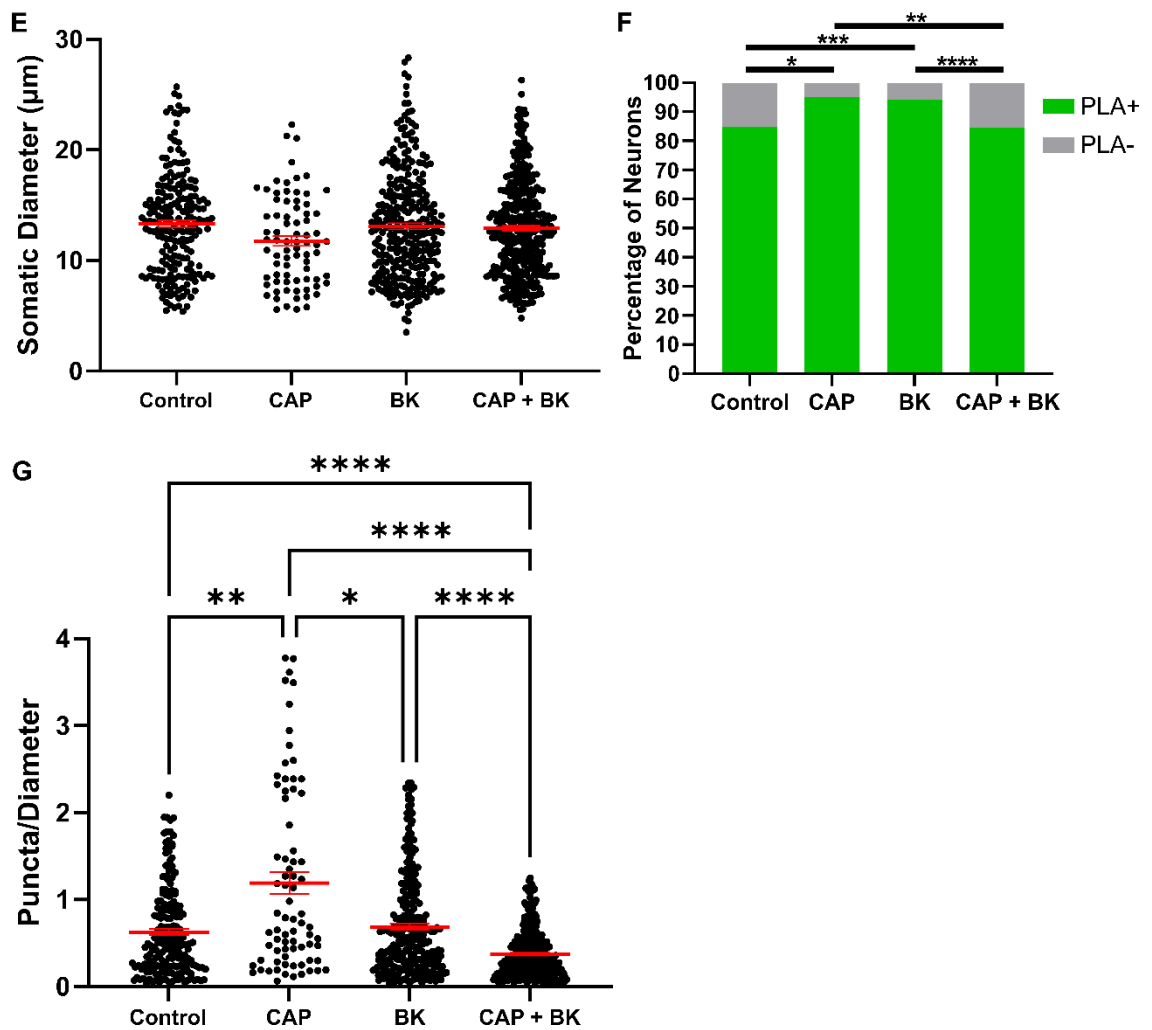 E
30
20
10
0
Somatic Diameter (µm)
Control CAP BK CAP + BK
F
**
***
* ****
100
90
80
70
60
50
40
30
20
10
0
Percentage of Neurons
Control CAP BK CAP + BK
PLA+
PLA-
G
****
****
** * ****
4
3
2
1
0
Puncta/Diameter
Control CAP BK CAP + BK